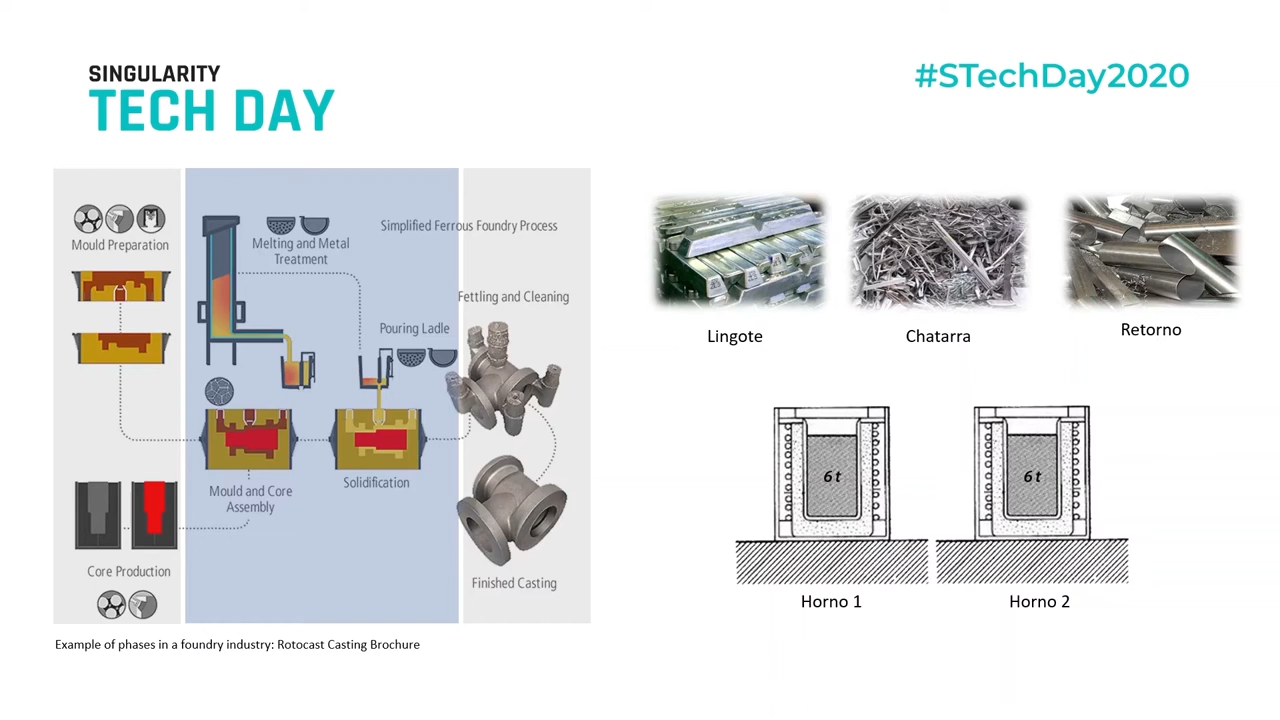 SINGULARITY
TECH DAY
#STechDay2020
Mould Preparation
Melting and Metal
Treatment
Simplified Ferrous Foundry Process
Fettling and Cleaning
Pouring Ladle
Mould and Core
Assembly
Solidification
Core Production
Finished Casting
Example of phases in a foundry industry: Rotocast Casting Brochure
Lingote
Chatarra
Retorno
6 t
6 t
Horno 1
Horno 2